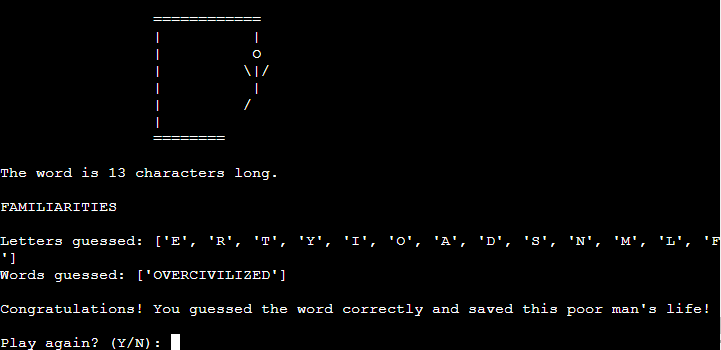 The word is 13 characters long.
FAMILIARITIES
Letters guessed: ['E', 'R', 'T', 'Y', 'I', 'O', 'A', 'D', 'S', 'N', 'M', 'L', 'F
']
Words guessed: ['OVERCIVILIZED']
Congratulations! You guessed the word correctly and saved this poor man's life!
Play again? (Y/N):